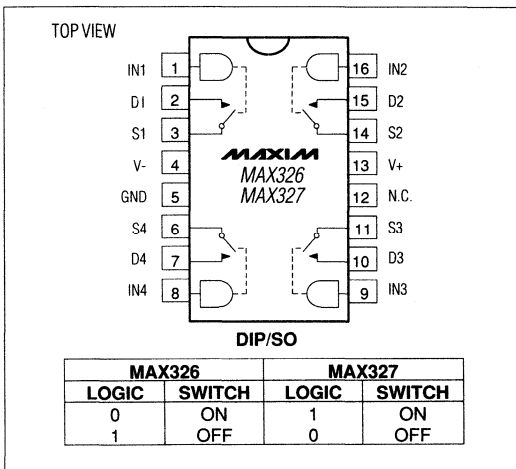 TOP VIEW
IN1 1 16 IN2
D1 2 15 D2
S1 3 14 S2
V- 4 13 V+
GND 5 12 N.C.
S4 6 11 S3
D4 7 10 D3
IN4 8 9 IN3
MAXIM
MAX326
MAX327
DIP/SO
MAX326 MAX327
LOGIC SWITCH LOGIC SWITCH
0 ON 1 ON
1 OFF 0 OFF